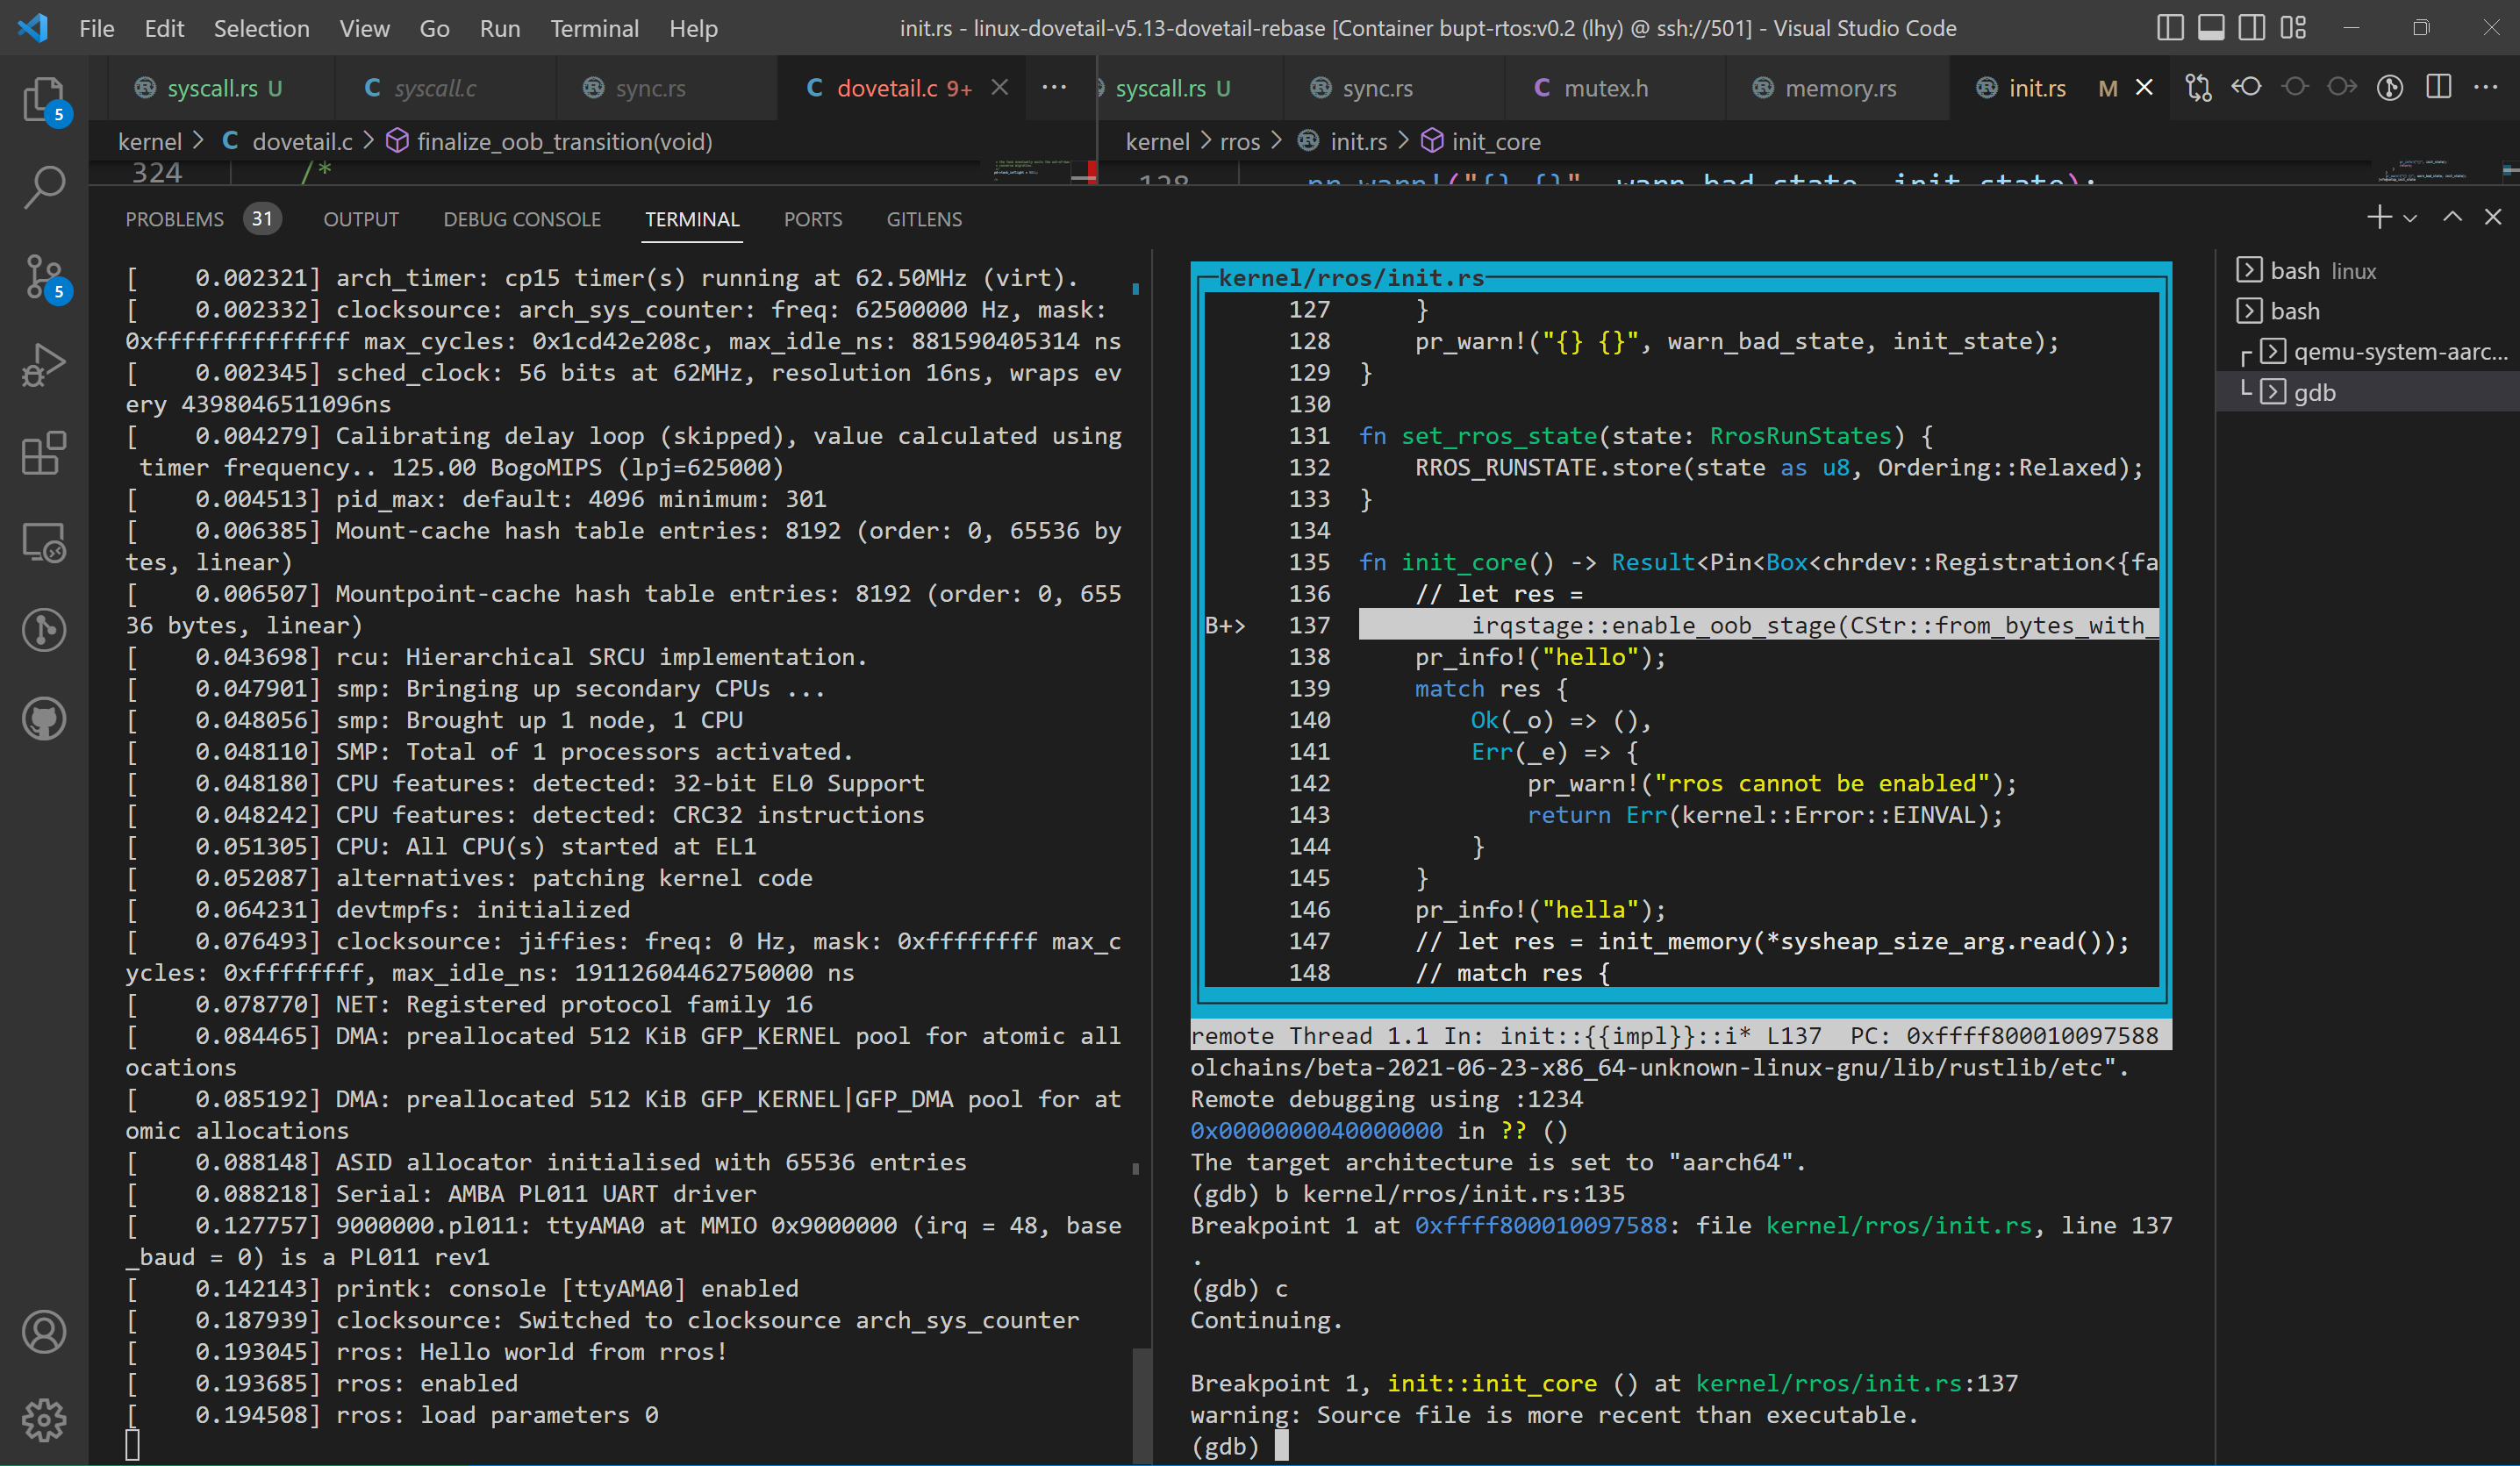 File Edit Selection View Go Run Terminal Help
init.rs - linux-dovetail-v5.13-dovetail-rebase [Container bupt-rtos:v0.2 (lhy) @ ssh://501] - Visual Studio Code
syscall.rs U
syscall.c
sync.rs
dovetail.c 9+
syscall.rs U
sync.rs
mutex.h
memory.rs
init.rs M
5
5
kernel > dovetail.c > finalize_oob_transition(void)
kernel > rros > init.rs > init_core
324 /*
128 pr_warn!("{} {}", warn_bad_state, init_state);
PROBLEMS 31 OUTPUT DEBUG CONSOLE TERMINAL PORTS GITLENS
[    0.002321] arch_timer: cp15 timer(s) running at 62.50MHz (virt).
[    0.002332] clocksource: arch_sys_counter: freq: 62500000 Hz, mask:
0xffffffffffffff max_cycles: 0x1cd42e208c, max_idle_ns: 881590405314 ns
[    0.002345] sched_clock: 56 bits at 62MHz, resolution 16ns, wraps ev
ery 4398046511096ns
[    0.004279] Calibrating delay loop (skipped), value calculated using
 timer frequency.. 125.00 BogoMIPS (lpj=625000)
[    0.004513] pid_max: default: 4096 minimum: 301
[    0.006385] Mount-cache hash table entries: 8192 (order: 0, 65536 by
tes, linear)
[    0.006507] Mountpoint-cache hash table entries: 8192 (order: 0, 655
36 bytes, linear)
[    0.043698] rcu: Hierarchical SRCU implementation.
[    0.047901] smp: Bringing up secondary CPUs ...
[    0.048056] smp: Brought up 1 node, 1 CPU
[    0.048110] SMP: Total of 1 processors activated.
[    0.048180] CPU features: detected: 32-bit EL0 Support
[    0.048242] CPU features: detected: CRC32 instructions
[    0.051305] CPU: All CPU(s) started at EL1
[    0.052087] alternatives: patching kernel code
[    0.064231] devtmpfs: initialized
[    0.076493] clocksource: jiffies: freq: 0 Hz, mask: 0xffffffff max_c
ycles: 0xffffffff, max_idle_ns: 19112604462750000 ns
[    0.078770] NET: Registered protocol family 16
[    0.084465] DMA: preallocated 512 KiB GFP_KERNEL pool for atomic all
ocations
[    0.085192] DMA: preallocated 512 KiB GFP_KERNEL|GFP_DMA pool for at
omic allocations
[    0.088148] ASID allocator initialised with 65536 entries
[    0.088218] Serial: AMBA PL011 UART driver
[    0.127757] 9000000.pl011: ttyAMA0 at MMIO 0x9000000 (irq = 48, base
_baud = 0) is a PL011 rev1
[    0.142143] printk: console [ttyAMA0] enabled
[    0.187939] clocksource: Switched to clocksource arch_sys_counter
[    0.193045] rros: Hello world from rros!
[    0.193685] rros: enabled
[    0.194508] rros: load parameters 0
kernel/rros/init.rs
127     }
128     pr_warn!("{} {}", warn_bad_state, init_state);
129 }
130
131 fn set_rros_state(state: RrosRunStates) {
132     RROS_RUNSTATE.store(state as u8, Ordering::Relaxed);
133 }
134
135 fn init_core() -> Result<Pin<Box<chrdev::Registration<{fa
136     // let res =
B+> 137         irqstage::enable_oob_stage(CStr::from_bytes_with_
138     pr_info!("hello");
139     match res {
140         Ok(_o) => (),
141         Err(_e) => {
142             pr_warn!("rros cannot be enabled");
143             return Err(kernel::Error::EINVAL);
144         }
145     }
146     pr_info!("hella");
147     // let res = init_memory(*sysheap_size_arg.read());
148     // match res {
remote Thread 1.1 In: init::{{impl}}::i* L137  PC: 0xffff800010097588
olchains/beta-2021-06-23-x86_64-unknown-linux-gnu/lib/rustlib/etc".
Remote debugging using :1234
0x0000000040000000 in ?? ()
The target architecture is set to "aarch64".
(gdb) b kernel/rros/init.rs:135
Breakpoint 1 at 0xffff800010097588: file kernel/rros/init.rs, line 137
.
(gdb) c
Continuing.
Breakpoint 1, init::init_core () at kernel/rros/init.rs:137
warning: Source file is more recent than executable.
(gdb)
bash linux
bash
qemu-system-aarc...
gdb